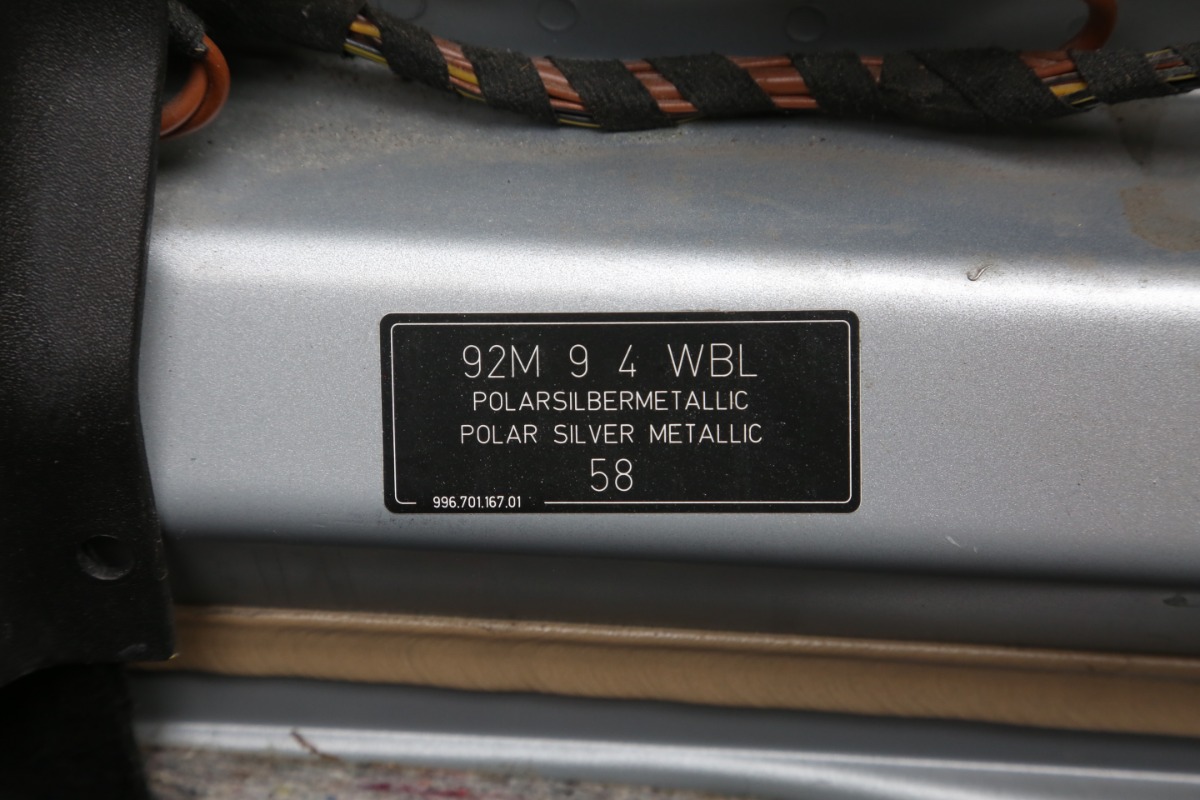 92M 9 4 WBL
POLARSILBERMETALLIC
POLAR SILVER METALLIC
58
996.701.167.01